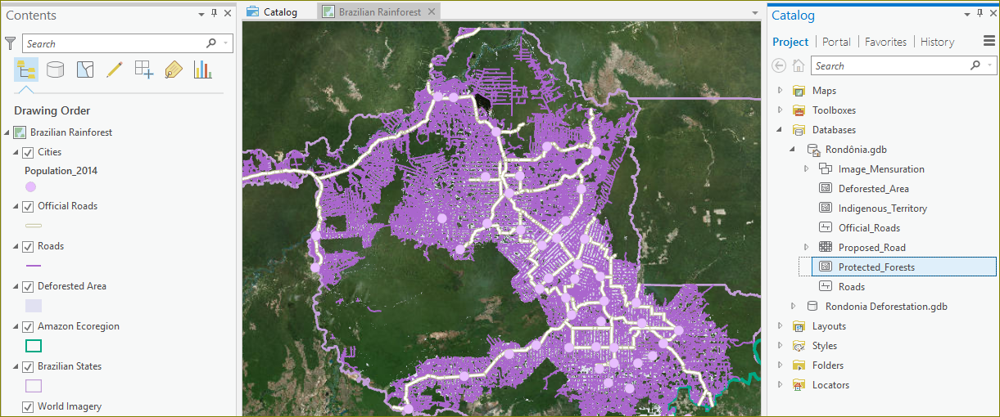 Contents
Search
Drawing Order
Brazilian Rainforest
Cities
Population_2014
Official Roads
Roads
Deforested Area
Amazon Ecoregion
Brazilian States
World Imagery
Catalog
Brazilian Rainforest
Catalog
Project
Portal
Favorites
History
Search
Maps
Toolboxes
Databases
Rondônia.gdb
Image_Mensuration
Deforested_Area
Indigenous_Territory
Official_Roads
Proposed_Road
Protected_Forests
Roads
Rondonia Deforestation.gdb
Layouts
Styles
Folders
Locators